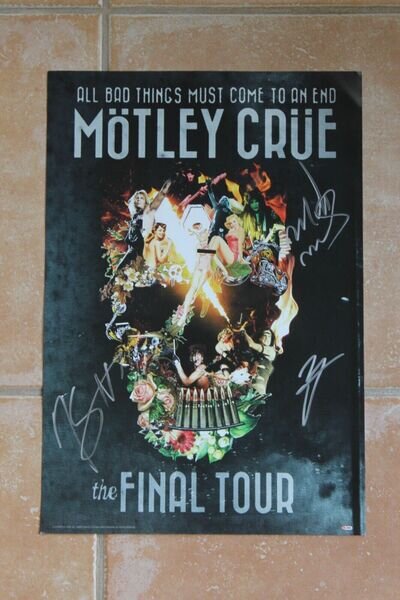 ALL BAD THINGS MUST COME TO AN END
MÖTLEY CRÜE
the FINAL TOUR